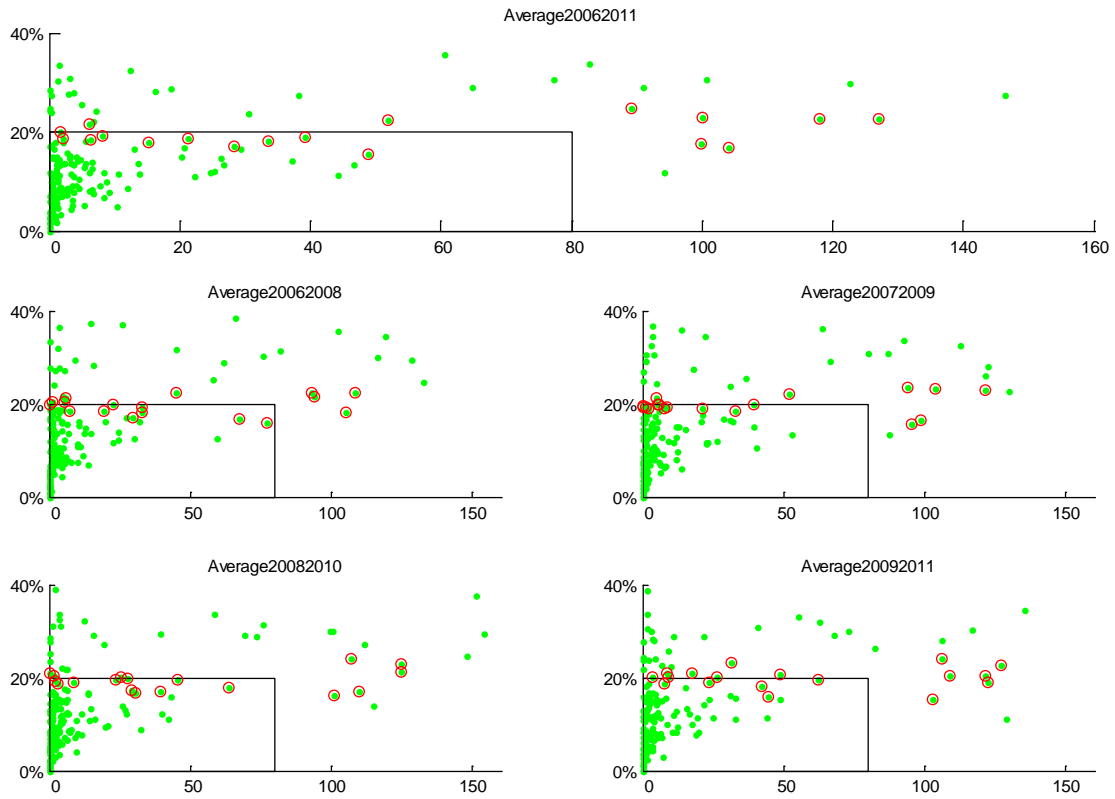 Average20062011
40%
20%
0%
0 20 40 60 80 100 120 140 160
Average20062008 Average20072009
40% 40%
20% 20%
0% 0%
0 50 100 150 0 50 100 150
Average20082010 Average20092011
40% 40%
20% 20%
0% 0%
0 50 100 150 0 50 100 150